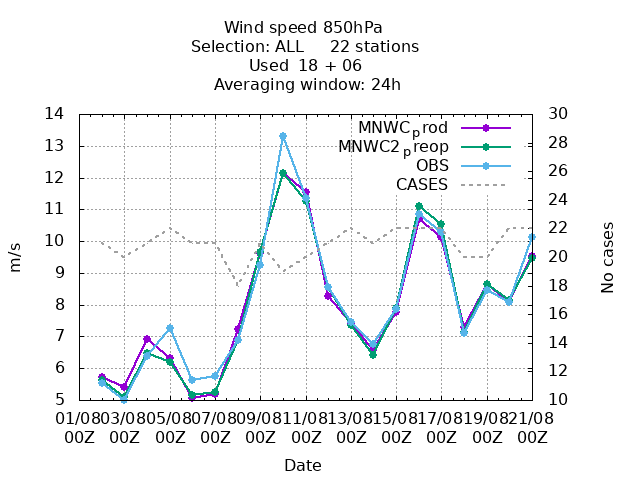 Wind speed 850hPa
Selection: ALL 22 stations
Used 18 + 06
Averaging window: 24h
MNWCprod
MNWC2preop
OBS
CASES
14
13
12
11
10
9
8
7
6
5
m/s
30
28
26
24
22
20
18
16
14
12
10
No cases
01/08 03/08 05/08 07/08 09/08 11/08 13/08 15/08 17/08 19/08 21/08
00Z 00Z 00Z 00Z 00Z 00Z 00Z 00Z 00Z 00Z 00Z
Date